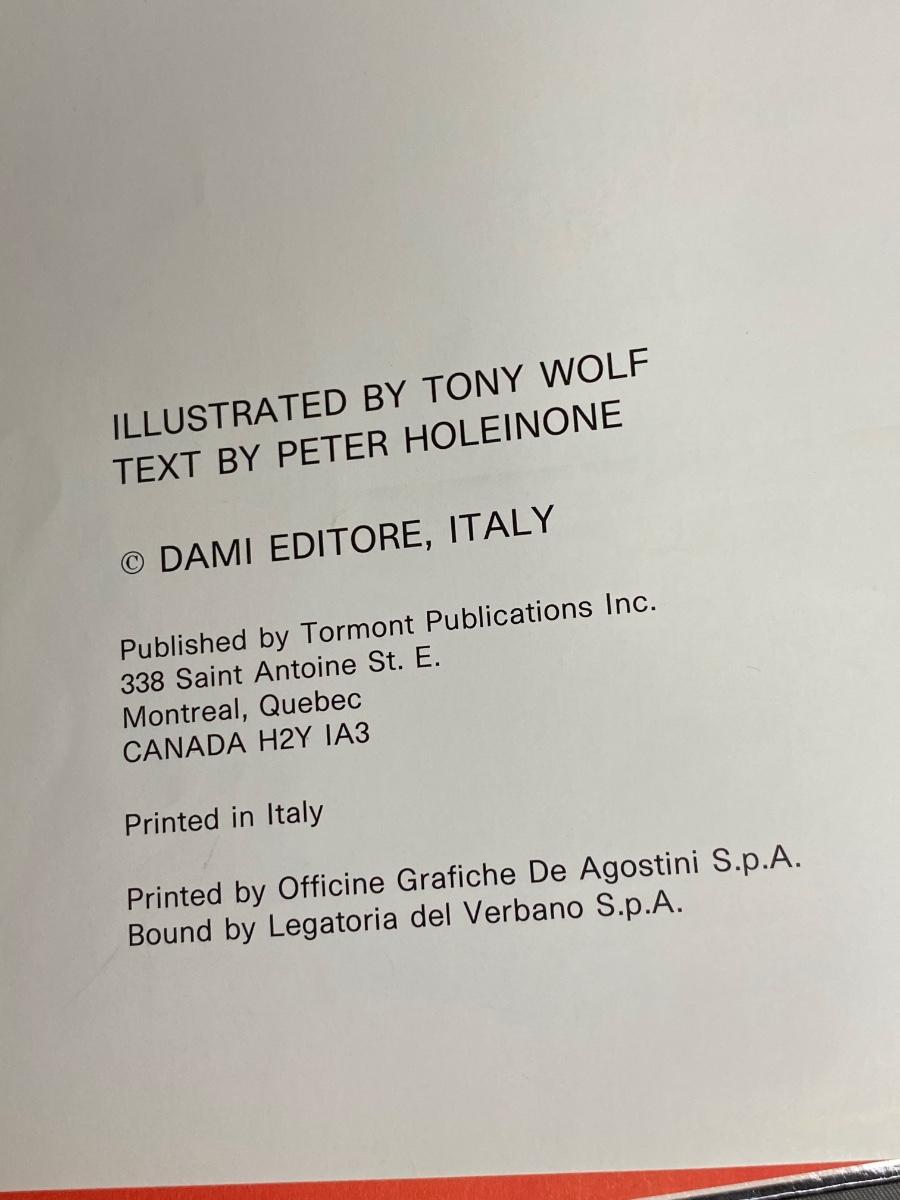 ILLUSTRATED BY TONY WOLF
TEXT BY PETER HOLEINONE
© DAMI EDITORE, ITALY
Published by Tormont Publications Inc.
338 Saint Antoine St. E.
Montreal, Quebec
CANADA H2Y IA3
Printed in Italy
Printed by Officine Grafiche De Agostini S.p.A.
Bound by Legatoria del Verbano S.p.A.